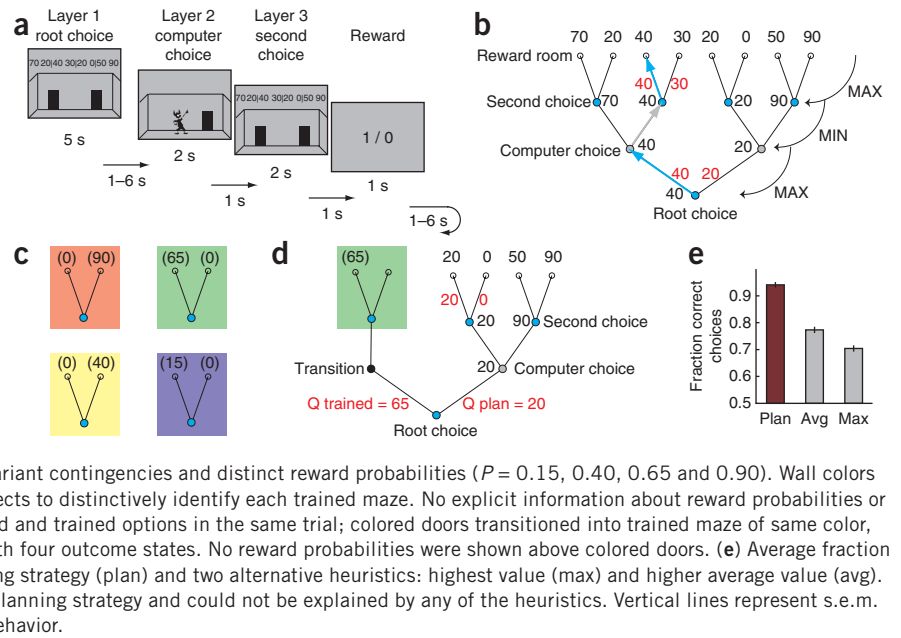 a
Layer 1
root choice
Layer 2
computer
choice
Layer 3
second
choice
Reward
70 20|40 30|20 0|50 90
70 20|40 30|20 0|50 90
1 / 0
5 s
2 s
2 s
1 s
1–6 s
1 s
1 s
1–6 s
b
70 20 40 30 20 0 50 90
Reward room
40 30
Second choice 70 40 20 90
MAX
MIN
Computer choice 40 20
40 20
40
MAX
Root choice
c
(0) (90)
(65) (0)
(0) (40)
(15) (0)
d
(65)
20 0 50 90
20 0
20 90 Second choice
Transition
20 Computer choice
Q trained = 65 Q plan = 20
Root choice
e
Fraction correct
choices
0.9
0.8
0.7
0.6
0.5
Plan Avg Max
ariant contingencies and distinct reward probabilities (P = 0.15, 0.40, 0.65 and 0.90). Wall colors
ects to distinctively identify each trained maze. No explicit information about reward probabilities or
d and trained options in the same trial; colored doors transitioned into trained maze of same color,
th four outcome states. No reward probabilities were shown above colored doors. (e) Average fraction
ng strategy (plan) and two alternative heuristics: highest value (max) and higher average value (avg).
planning strategy and could not be explained by any of the heuristics. Vertical lines represent s.e.m.
ehavior.